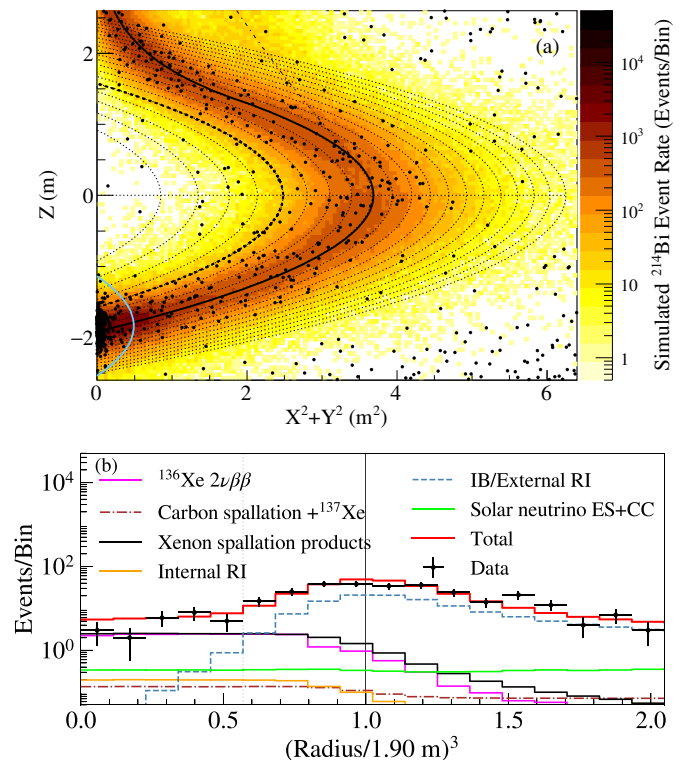 (a)
2
0
−2
Z (m)
0
2
4
6
X²+Y² (m²)
10⁴
10³
10²
10
1
Simulated ²¹⁴Bi Event Rate (Events/Bin)
(b)
¹³⁶Xe 2νββ
Carbon spallation +¹³⁷Xe
Xenon spallation products
Internal RI
IB/External RI
Solar neutrino ES+CC
Total
Data
10⁴
10²
10⁰
Events/Bin
0.0
0.5
1.0
1.5
2.0
(Radius/1.90 m)³